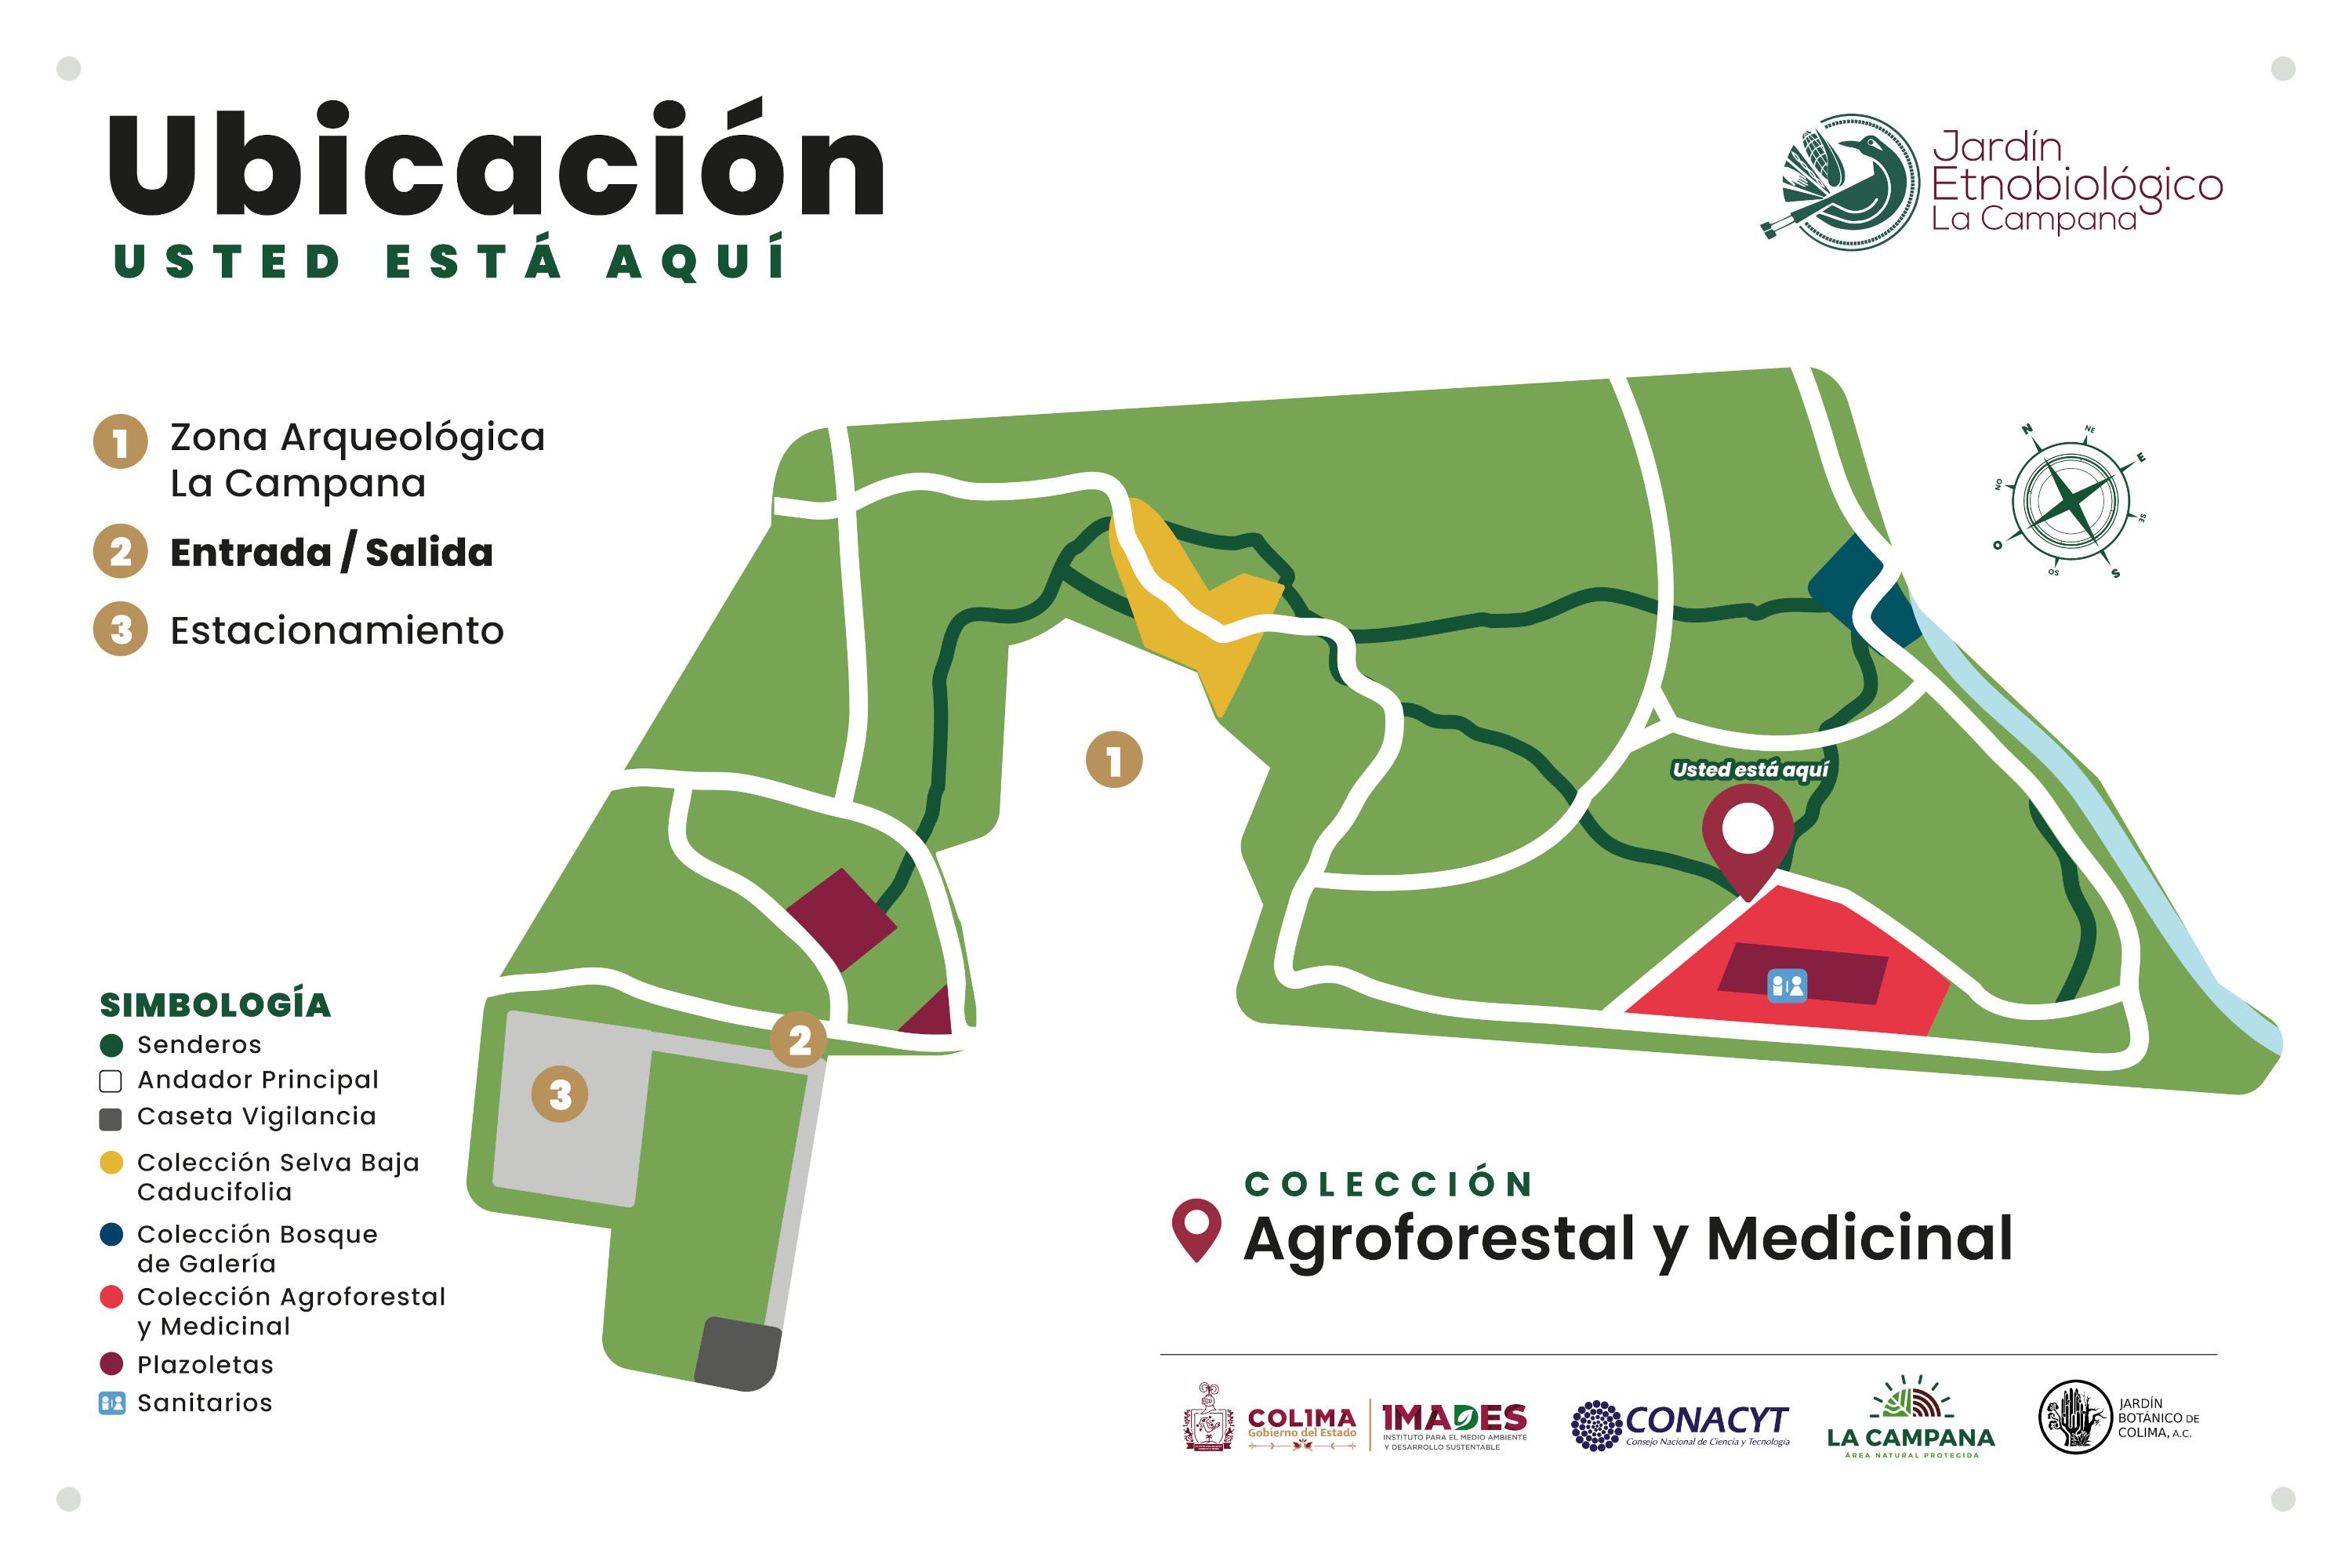 Ubicación
USTED ESTÁ AQUÍ
Jardín
Etnobiológico
La Campana
1 Zona Arqueológica
La Campana
2 Entrada / Salida
3 Estacionamiento
N
NE
E
SE
S
SO
O
NO
1
Usted está aquí
2
3
SIMBOLOGÍA
Senderos
Andador Principal
Caseta Vigilancia
Colección Selva Baja
Caducifolia
Colección Bosque
de Galería
Colección Agroforestal
y Medicinal
Plazoletas
Sanitarios
COLECCIÓN
Agroforestal y Medicinal
COLIMA
Gobierno del Estado
IMADES
INSTITUTO PARA EL MEDIO AMBIENTE
Y DESARROLLO SUSTENTABLE
CONACYT
Consejo Nacional de Ciencia y Tecnología
LA CAMPANA
ÁREA NATURAL PROTEGIDA
JARDÍN
BOTÁNICO DE
COLIMA, A.C.